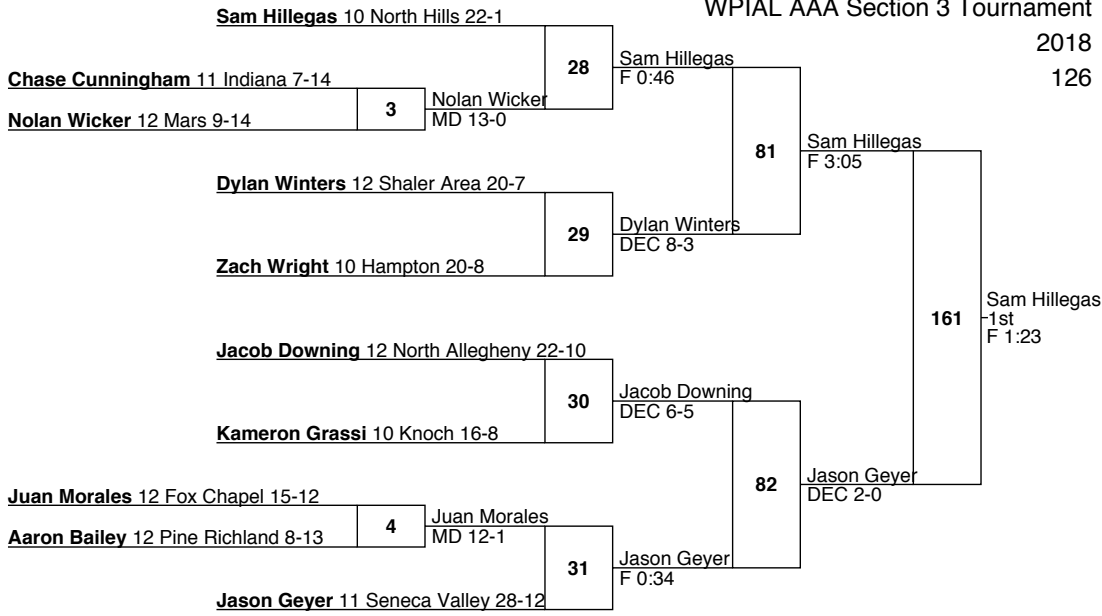 WPIAL AAA Section 3 Tournament
2018
126
Sam Hillegas 10 North Hills 22-1
28
Sam Hillegas
F 0:46
Chase Cunningham 11 Indiana 7-14
3
Nolan Wicker
MD 13-0
Nolan Wicker 12 Mars 9-14
81
Sam Hillegas
F 3:05
Dylan Winters 12 Shaler Area 20-7
29
Dylan Winters
DEC 8-3
Zach Wright 10 Hampton 20-8
161
Sam Hillegas
1st
F 1:23
Jacob Downing 12 North Allegheny 22-10
30
Jacob Downing
DEC 6-5
Kameron Grassi 10 Knoch 16-8
82
Jason Geyer
DEC 2-0
Juan Morales 12 Fox Chapel 15-12
4
Juan Morales
MD 12-1
Aaron Bailey 12 Pine Richland 8-13
31
Jason Geyer
F 0:34
Jason Geyer 11 Seneca Valley 28-12